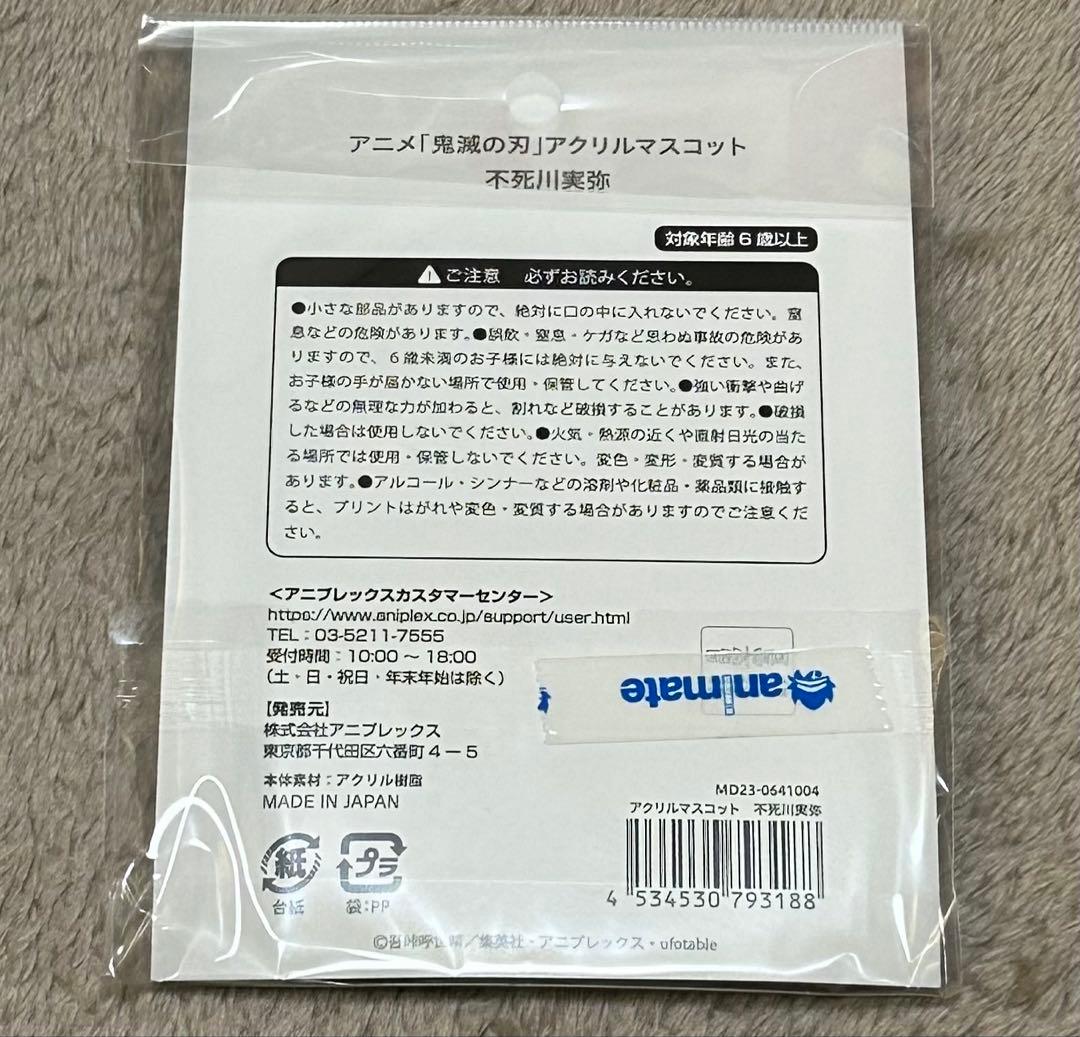 アニメ「鬼滅の刃」アクリルマスコット
不死川実弥
対象年齢6歳以上
ご注意 必ずお読みください。
●小さな部品がありますので、絶対に口の中に入れないでください。窒
息などの危険があります。●誤飲・窒息・ケガなど思わぬ事故の危険があ
りますので、6歳未満のお子様には絶対に与えないでください。また、
お子様の手が届かない場所で使用・保管してください。●強い衝撃や曲げ
るなどの無理な力が加わると、割れなど破損することがあります。●破損
した場合は使用しないでください。●火気・熱源の近くや直射日光の当た
る場所では使用・保管しないでください。変色・変形・変質する場合が
あります。●アルコール・シンナーなどの溶剤や化粧品・薬品類に接触す
ると、プリントはがれや変色・変質する場合がありますのでご注意くだ
さい。
<アニプレックスカスタマーセンター>
https://www.aniplex.co.jp/support/user.html
TEL:03-5211-7555
受付時間:10:00~18:00
(土・日・祝日・年末年始は除く)
animate
【発売元】
株式会社アニプレックス
東京都千代田区六番町4-5
本体素材:アクリル樹脂
MADE IN JAPAN
MD23-0641004
アクリルマスコット 不死川実弥
4 534530 793188
紙
台紙
プラ
袋:PP
©吾峠呼世晴/集英社・アニプレックス・ufotable